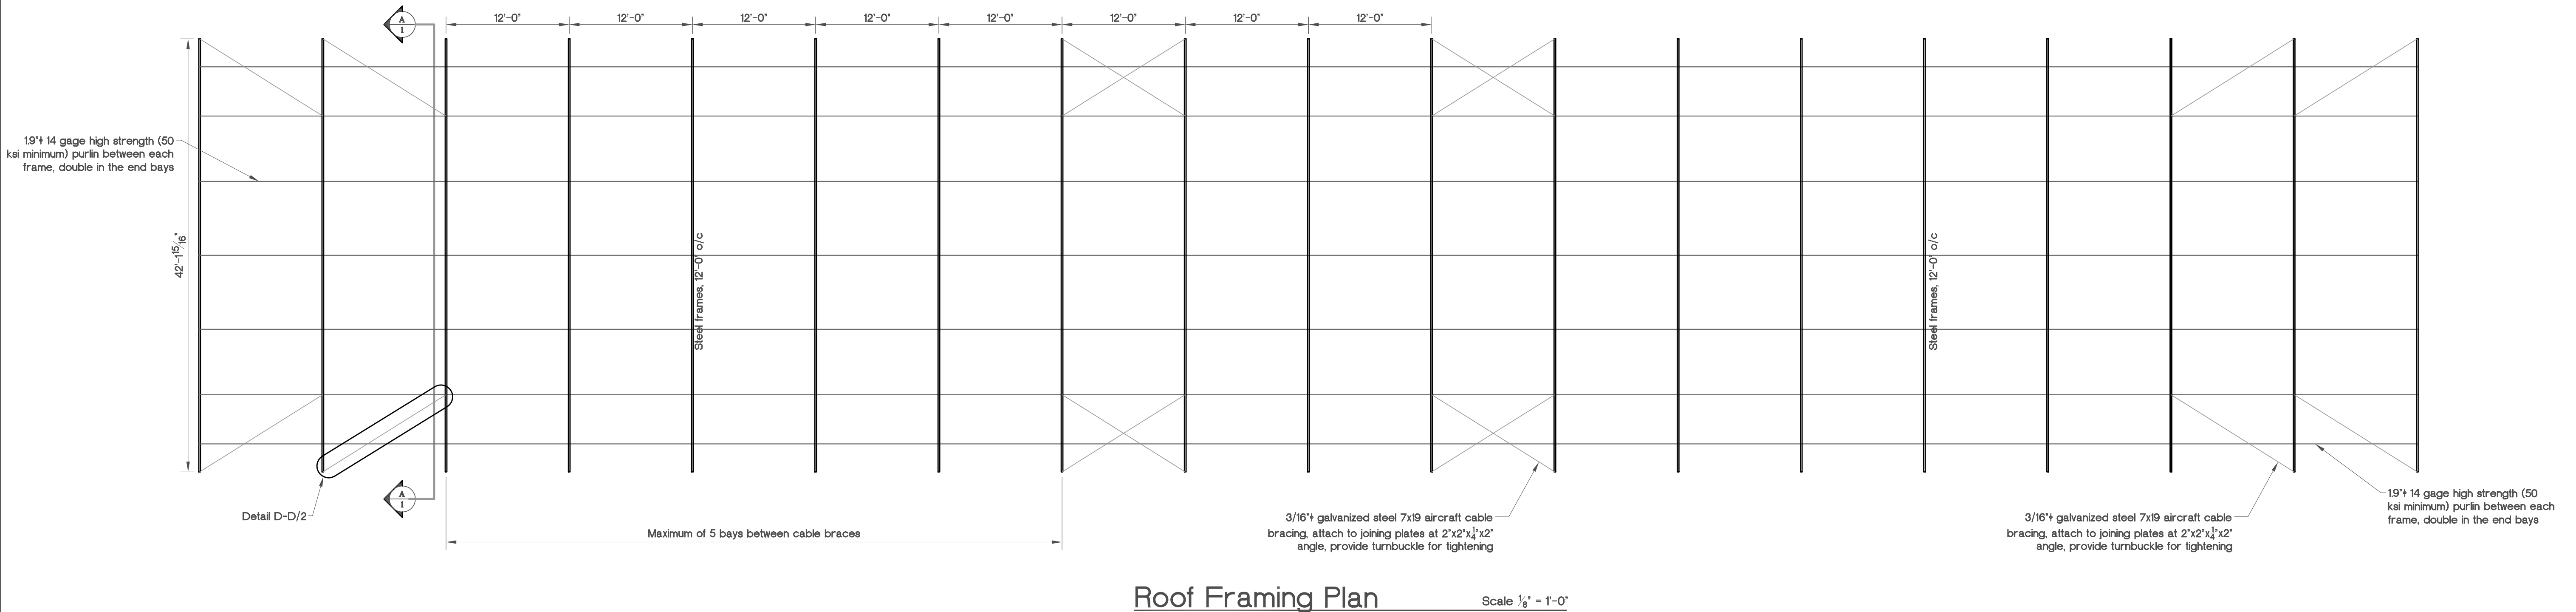 A
1
12'-0"
12'-0"
12'-0"
12'-0"
12'-0"
12'-0"
12'-0"
12'-0"
1.9"ϕ 14 gage high strength (50
ksi minimum) purlin between each
frame, double in the end bays
42'-1 15/16"
Steel frames, 12'-0" o/c
Steel frames, 12'-0" o/c
A
1
Detail D-D/2
Maximum of 5 bays between cable braces
3/16"ϕ galvanized steel 7x19 aircraft cable
bracing, attach to joining plates at 2"x2"x¼"x2"
angle, provide turnbuckle for tightening
3/16"ϕ galvanized steel 7x19 aircraft cable
bracing, attach to joining plates at 2"x2"x¼"x2"
angle, provide turnbuckle for tightening
1.9"ϕ 14 gage high strength (50
ksi minimum) purlin between each
frame, double in the end bays
Roof Framing Plan
Scale ⅛" = 1'-0"